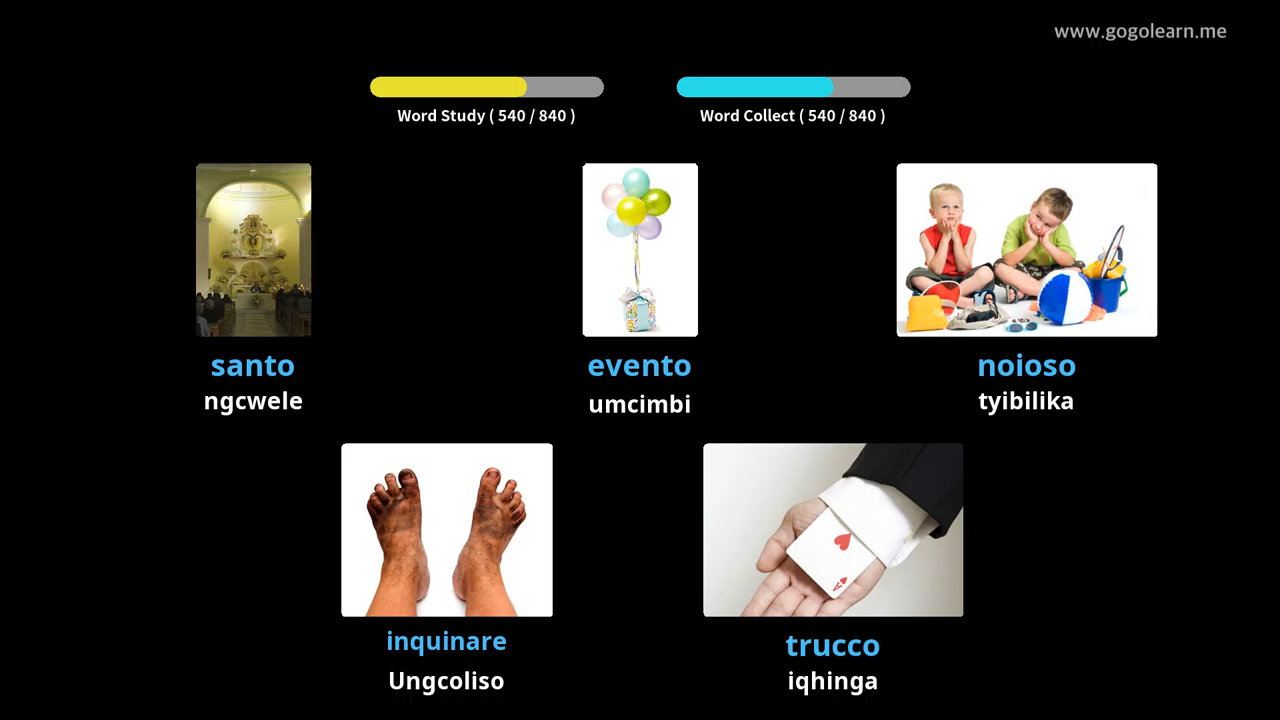 www.gogolearn.me
Word Study ( 540 / 840 )
Word Collect ( 540 / 840 )
santo
ngcwele
evento
umcimbi
noioso
tyibilika
inquinare
Ungcoliso
trucco
iqhinga